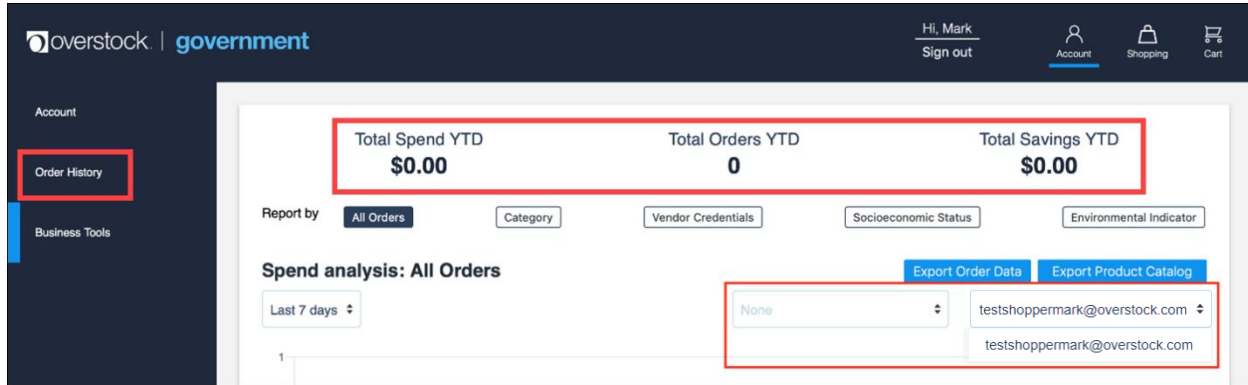 overstock. | government
Hi, Mark
Sign out
Account
Shopping
Cart
Account
Order History
Business Tools
Total Spend YTD
$0.00
Total Orders YTD
0
Total Savings YTD
$0.00
Report by
All Orders
Category
Vendor Credentials
Socioeconomic Status
Environmental Indicator
Spend analysis: All Orders
Export Order Data
Export Product Catalog
Last 7 days
None
testshoppermark@overstock.com
testshoppermark@overstock.com
1